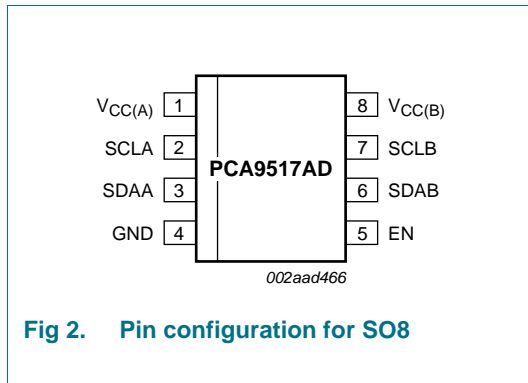 VCC(A) 1 8 VCC(B)
SCLA 2 7 SCLB
PCA9517AD
SDAA 3 6 SDAB
GND 4 5 EN
002aad466
Fig 2. Pin configuration for SO8